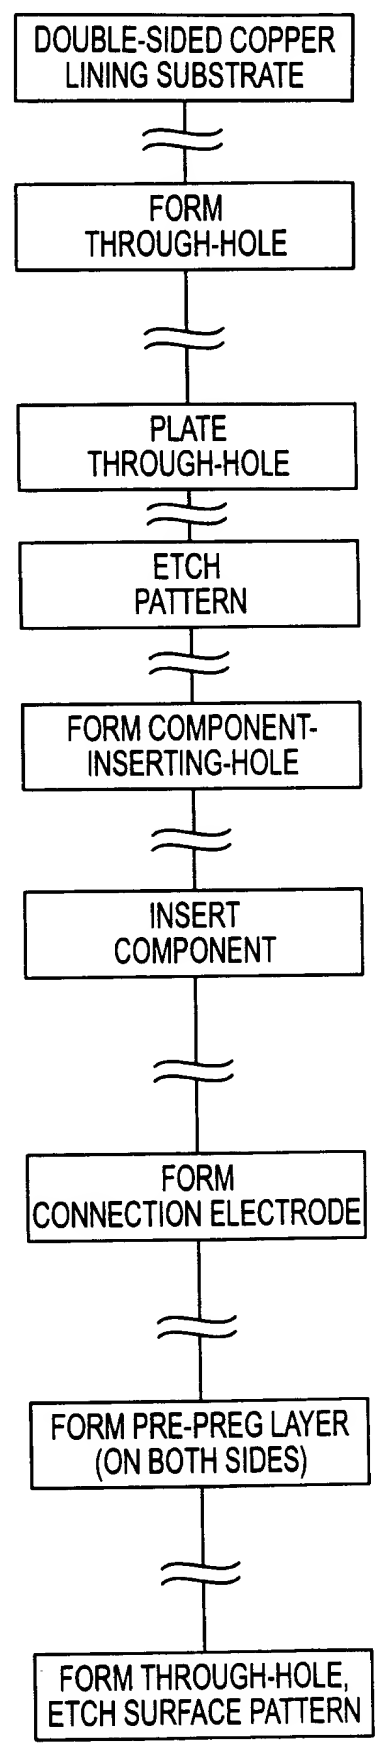 DOUBLE-SIDED COPPER
LINING SUBSTRATE
FORM
THROUGH-HOLE
PLATE
THROUGH-HOLE
ETCH
PATTERN
FORM COMPONENT-
INSERTING-HOLE
INSERT
COMPONENT
FORM
CONNECTION ELECTRODE
FORM PRE-PREG LAYER
(ON BOTH SIDES)
FORM THROUGH-HOLE,
ETCH SURFACE PATTERN